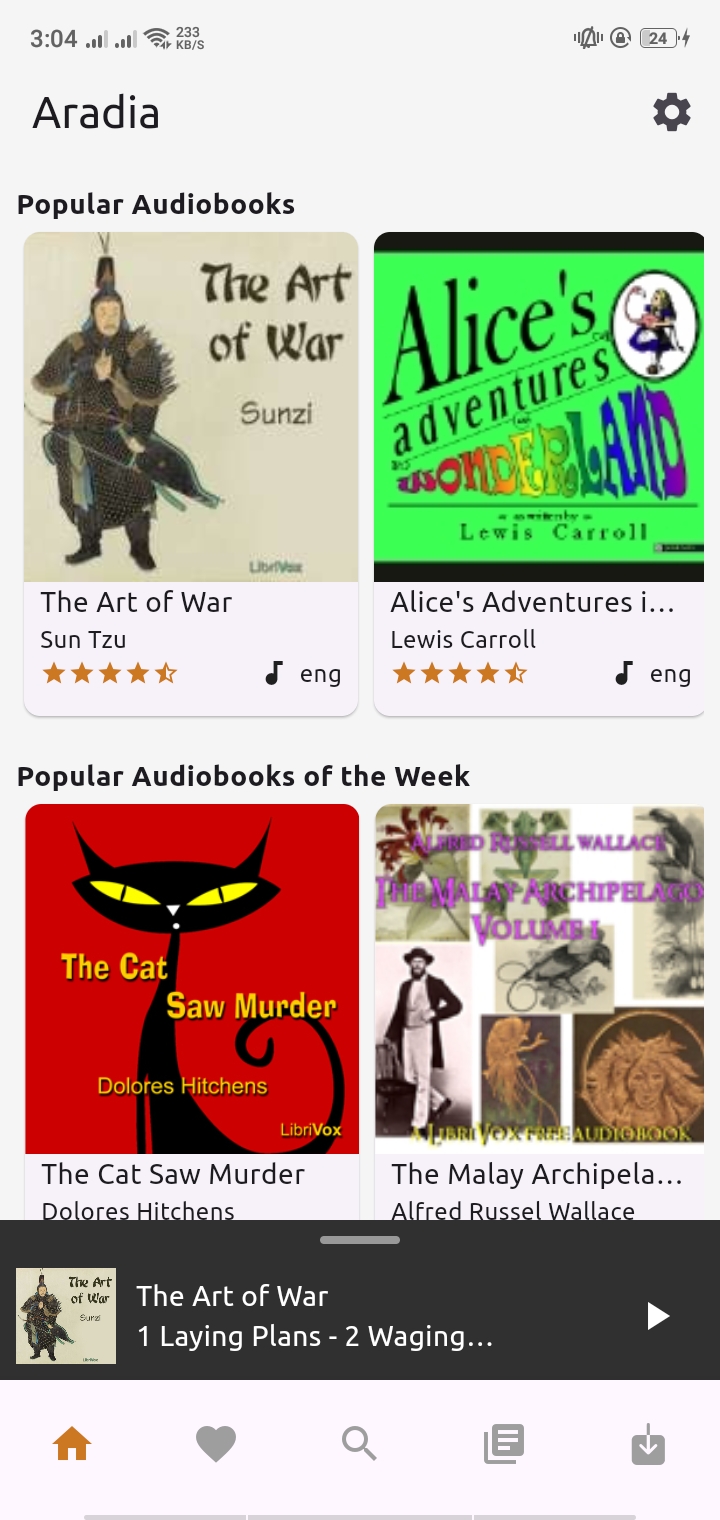 3:04
233
KB/S
24
Aradia
Popular Audiobooks
The Art
of War
Sunzi
LibriVox
Alice's
adventures
in
WONDERLAND
as written by
Lewis Carroll
The Art of War
Sun Tzu
eng
Alice's Adventures i...
Lewis Carroll
eng
Popular Audiobooks of the Week
The Cat
Saw Murder
Dolores Hitchens
LibriVox
ALFRED RUSSELL WALLACE
THE MALAY ARCHIPELAGO
VOLUME I
A LIBRIVOX FREE AUDIOBOOK
The Cat Saw Murder
Dolores Hitchens
The Malay Archipela...
Alfred Russel Wallace
The Art
of War
Sunzi
The Art of War
1 Laying Plans - 2 Waging...